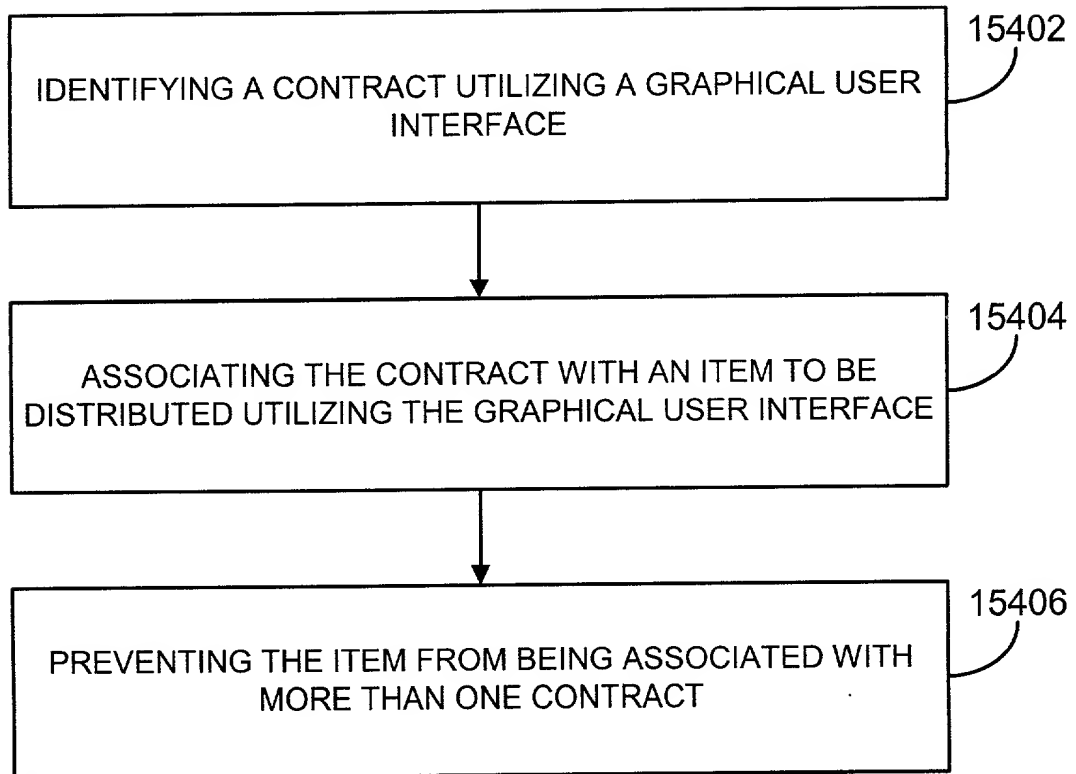 15402
IDENTIFYING A CONTRACT UTILIZING A GRAPHICAL USER
INTERFACE
15404
ASSOCIATING THE CONTRACT WITH AN ITEM TO BE
DISTRIBUTED UTILIZING THE GRAPHICAL USER INTERFACE
15406
PREVENTING THE ITEM FROM BEING ASSOCIATED WITH
MORE THAN ONE CONTRACT